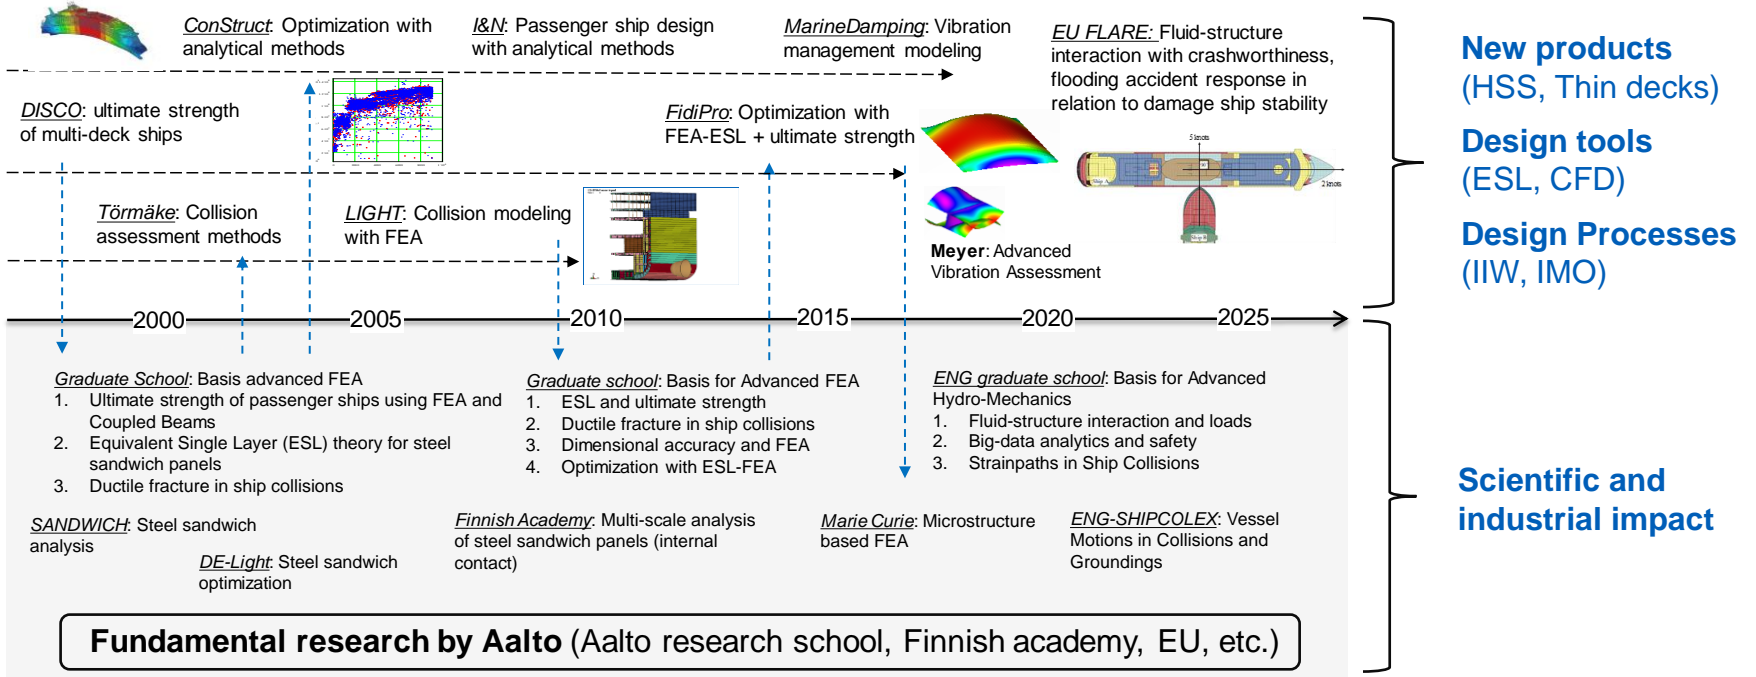 ConStruct: Optimization with
analytical methods
I&N: Passenger ship design
with analytical methods
MarineDamping: Vibration
management modeling
EU FLARE: Fluid-structure
interaction with crashworthiness,
flooding accident response in
relation to damage ship stability
DISCO: ultimate strength
of multi-deck ships
FidiPro: Optimization with
FEA-ESL + ultimate strength
5 knots
Ship A
2 knots
Ship B
Törmäke: Collision
assessment methods
LIGHT: Collision modeling
with FEA
Meyer: Advanced
Vibration Assessment
New products
(HSS, Thin decks)
Design tools
(ESL, CFD)
Design Processes
(IIW, IMO)
2000
2005
2010
2015
2020
2025
Graduate School: Basis advanced FEA
1. Ultimate strength of passenger ships using FEA and
Coupled Beams
2. Equivalent Single Layer (ESL) theory for steel
sandwich panels
3. Ductile fracture in ship collisions
Graduate school: Basis for Advanced FEA
1. ESL and ultimate strength
2. Ductile fracture in ship collisions
3. Dimensional accuracy and FEA
4. Optimization with ESL-FEA
ENG graduate school: Basis for Advanced
Hydro-Mechanics
1. Fluid-structure interaction and loads
2. Big-data analytics and safety
3. Strainpaths in Ship Collisions
SANDWICH: Steel sandwich
analysis
DE-Light: Steel sandwich
optimization
Finnish Academy: Multi-scale analysis
of steel sandwich panels (internal
contact)
Marie Curie: Microstructure
based FEA
ENG-SHIPCOLEX: Vessel
Motions in Collisions and
Groundings
Scientific and
industrial impact
Fundamental research by Aalto (Aalto research school, Finnish academy, EU, etc.)